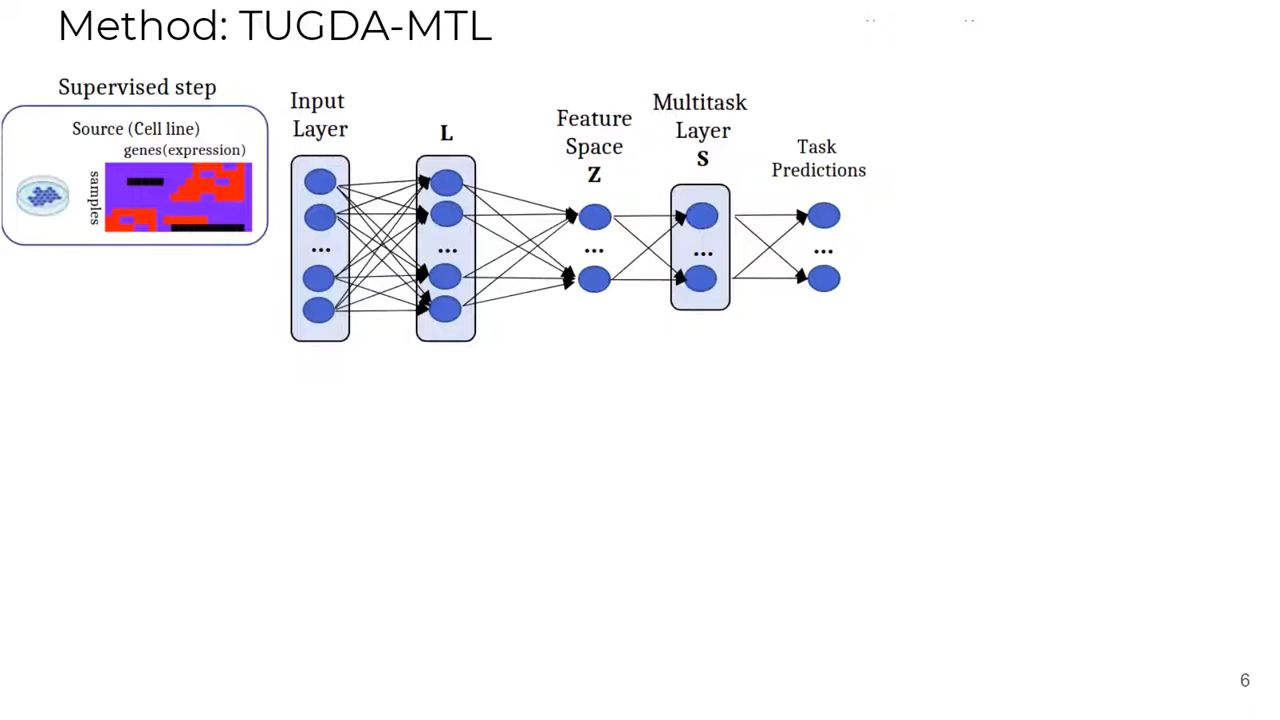 Method: TUGDA-MTL
Supervised step
Source (Cell line)
genes(expression)
samples
Input
Layer
...
L
...
Feature
Space
Z
...
Multitask
Layer
S
...
Task
Predictions
...
6